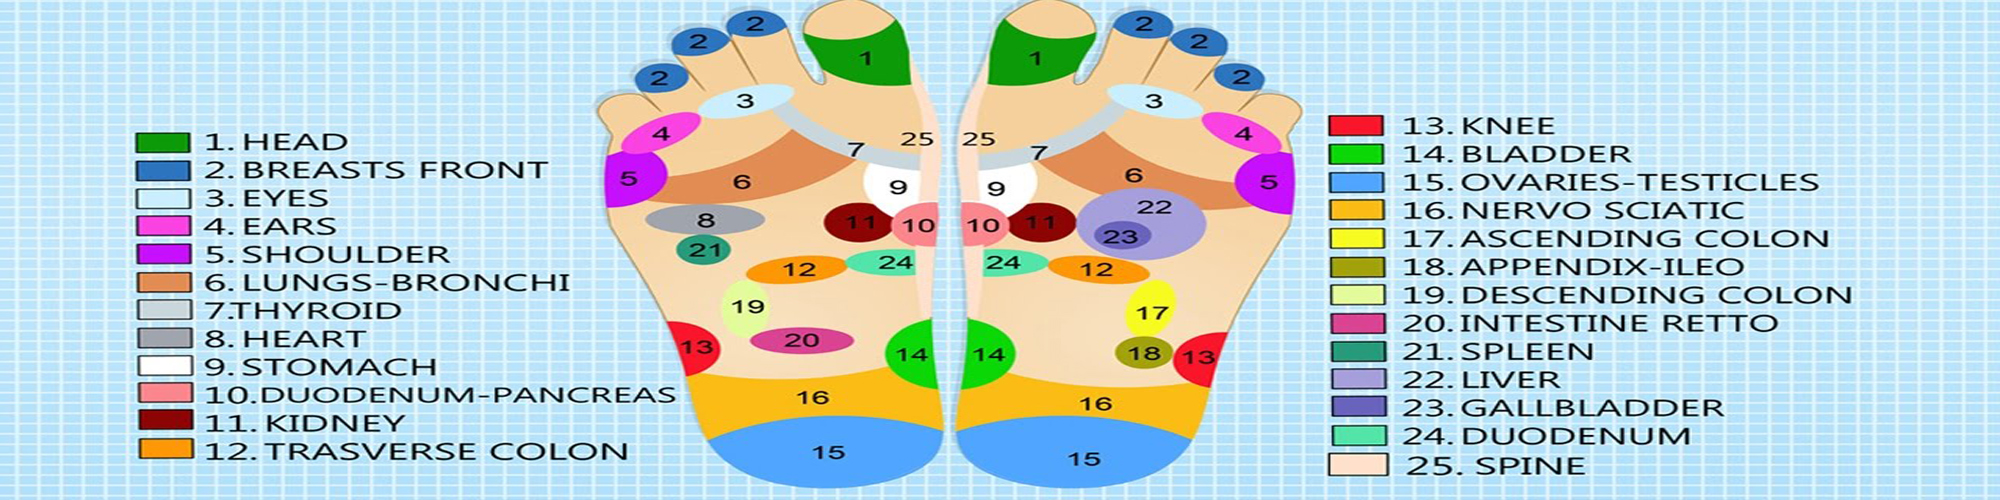 1. HEAD
2. BREASTS FRONT
3. EYES
4. EARS
5. SHOULDER
6. LUNGS-BRONCHI
7.THYROID
8. HEART
9. STOMACH
10.DUODENUM-PANCREAS
11. KIDNEY
12. TRASVERSE COLON
2
2
2
1
3
4
25
7
5
6
9
8
11
10
21
24
12
19
13
20
14
16
15
2
1
2
2
3
4
25
7
6
5
9
22
10
11
23
24
12
17
14
18
13
16
15
13. KNEE
14. BLADDER
15. OVARIES-TESTICLES
16. NERVO SCIATIC
17. ASCENDING COLON
18. APPENDIX-ILEO
19. DESCENDING COLON
20.INTESTINE RETTO
21. SPLEEN
22. LIVER
23. GALLBLADDER
24. DUODENUM
25. SPINE